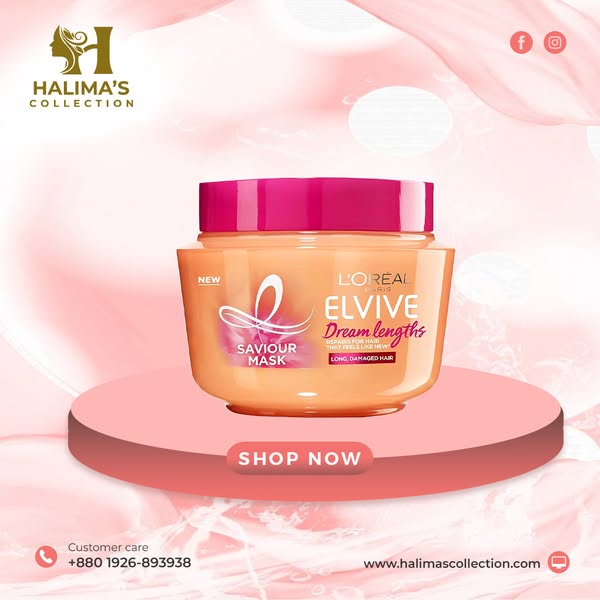 HALIMA'S
COLLECTION
NEW
SAVIOUR
MASK
L'ORÉAL
PARIS
ELVIVE
Dream lengths
REPAIRS FOR HAIR
THAT FEELS LIKE NEW!
LONG, DAMAGED HAIR
SHOP NOW
Customer care
+880 1926-893938
www.halimascollection.com